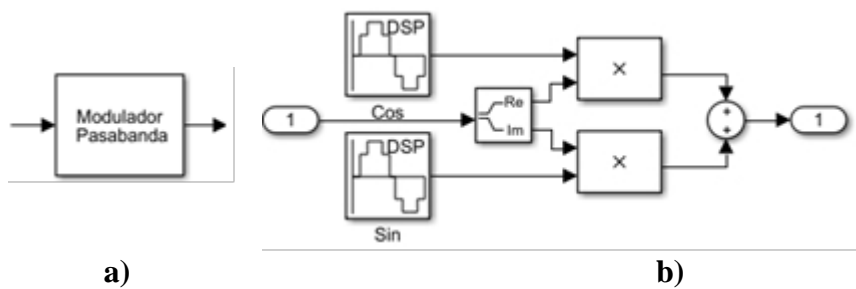 Modulador
Pasabanda
a)
DSP
Cos
1
Re
Im
×
×
+
+
1
DSP
Sin
b)